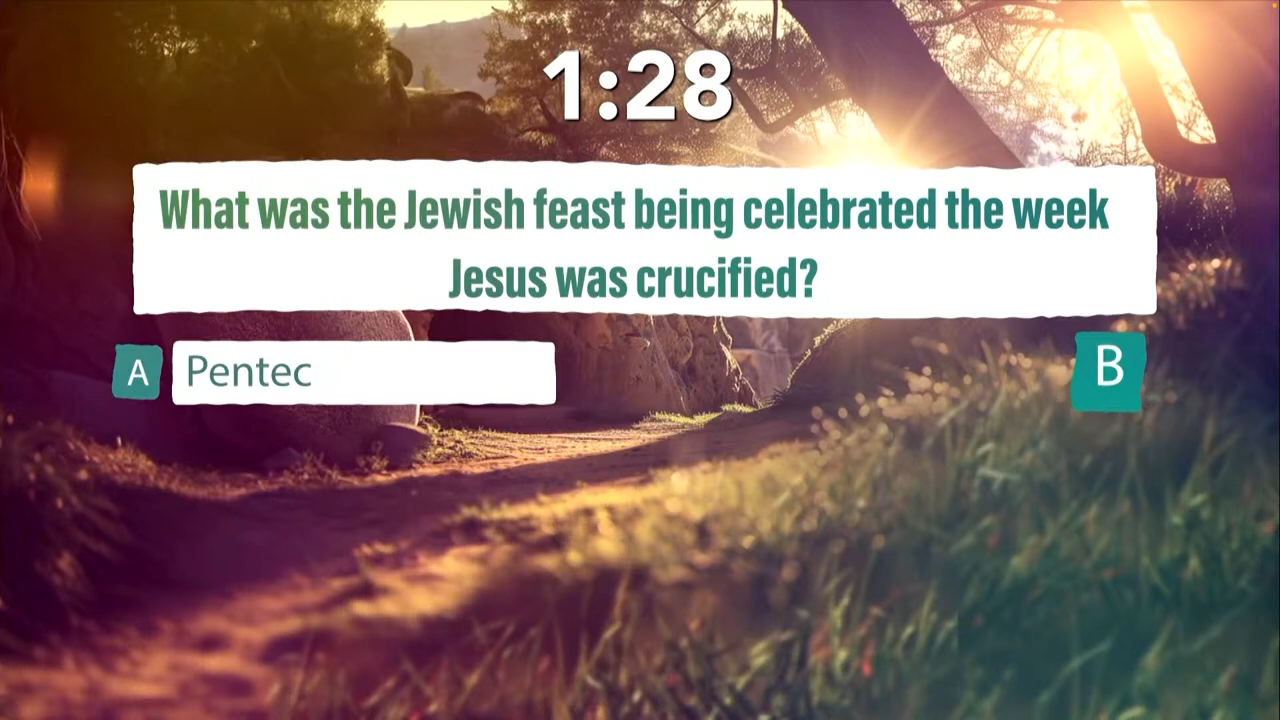 1:28
What was the Jewish feast being celebrated the week
Jesus was crucified?
A Pentec
B